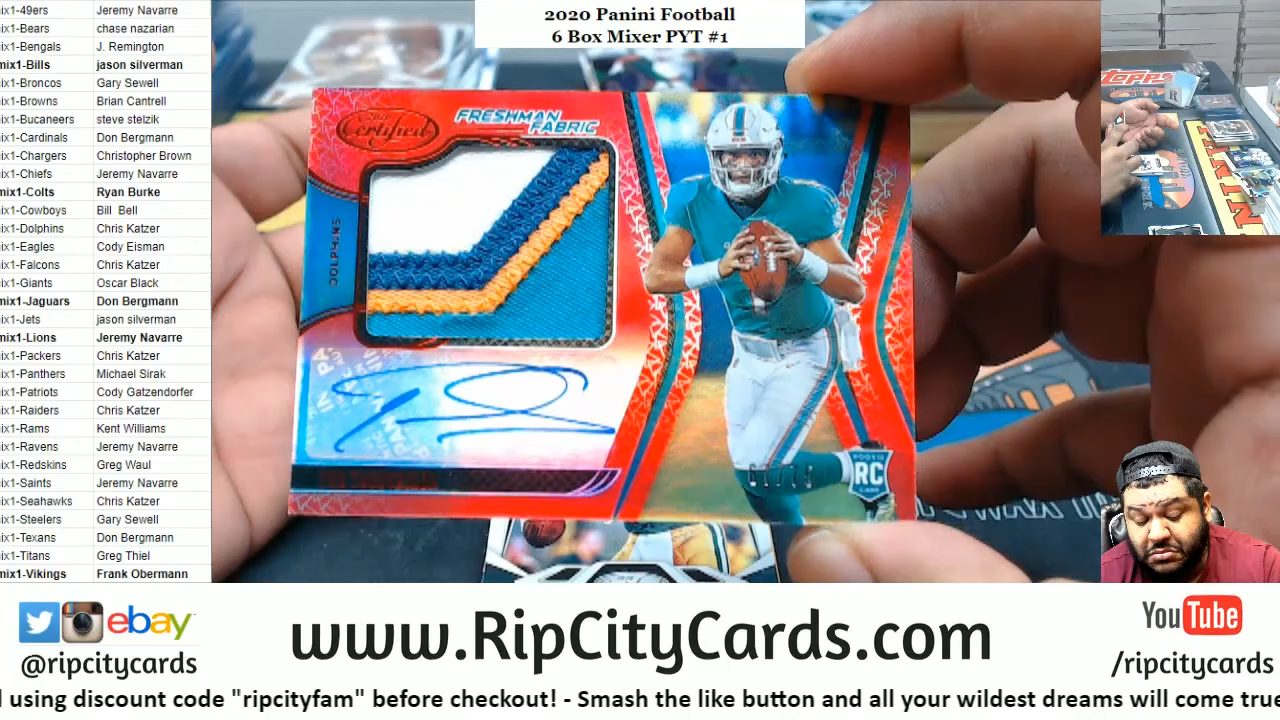 2020 Panini Football
6 Box Mixer PYT #1
ix1-49ers Jeremy Navarre
ix1-Bears chase nazarian
ix1-Bengals J. Remington
mix1-Bills jason silverman
ix1-Broncos Gary Sewell
ix1-Browns Brian Cantrell
ix1-Bucaneers steve stelzik
ix1-Cardinals Don Bergmann
ix1-Chargers Christopher Brown
ix1-Chiefs Jeremy Navarre
mix1-Colts Ryan Burke
ix1-Cowboys Bill Bell
ix1-Dolphins Chris Katzer
ix1-Eagles Cody Eisman
ix1-Falcons Chris Katzer
ix1-Giants Oscar Black
mix1-Jaguars Don Bergmann
ix1-Jets jason silverman
mix1-Lions Jeremy Navarre
ix1-Packers Chris Katzer
ix1-Panthers Michael Sirak
ix1-Patriots Cody Gatzendorfer
ix1-Raiders Chris Katzer
ix1-Rams Kent Williams
ix1-Ravens Jeremy Navarre
ix1-Redskins Greg Waul
ix1-Saints Jeremy Navarre
ix1-Seahawks Chris Katzer
ix1-Steelers Gary Sewell
ix1-Texans Don Bergmann
ix1-Titans Greg Thiel
mix1-Vikings Frank Obermann
2020
Certified
FRESHMAN
FABRIC
DOLPHINS
ROOKIE
RC
CARD
TOPPS
ebay
@ripcitycards
www.RipCityCards.com
YouTube
/ripcitycards
l using discount code "ripcityfam" before checkout! - Smash the like button and all your wildest dreams will come true